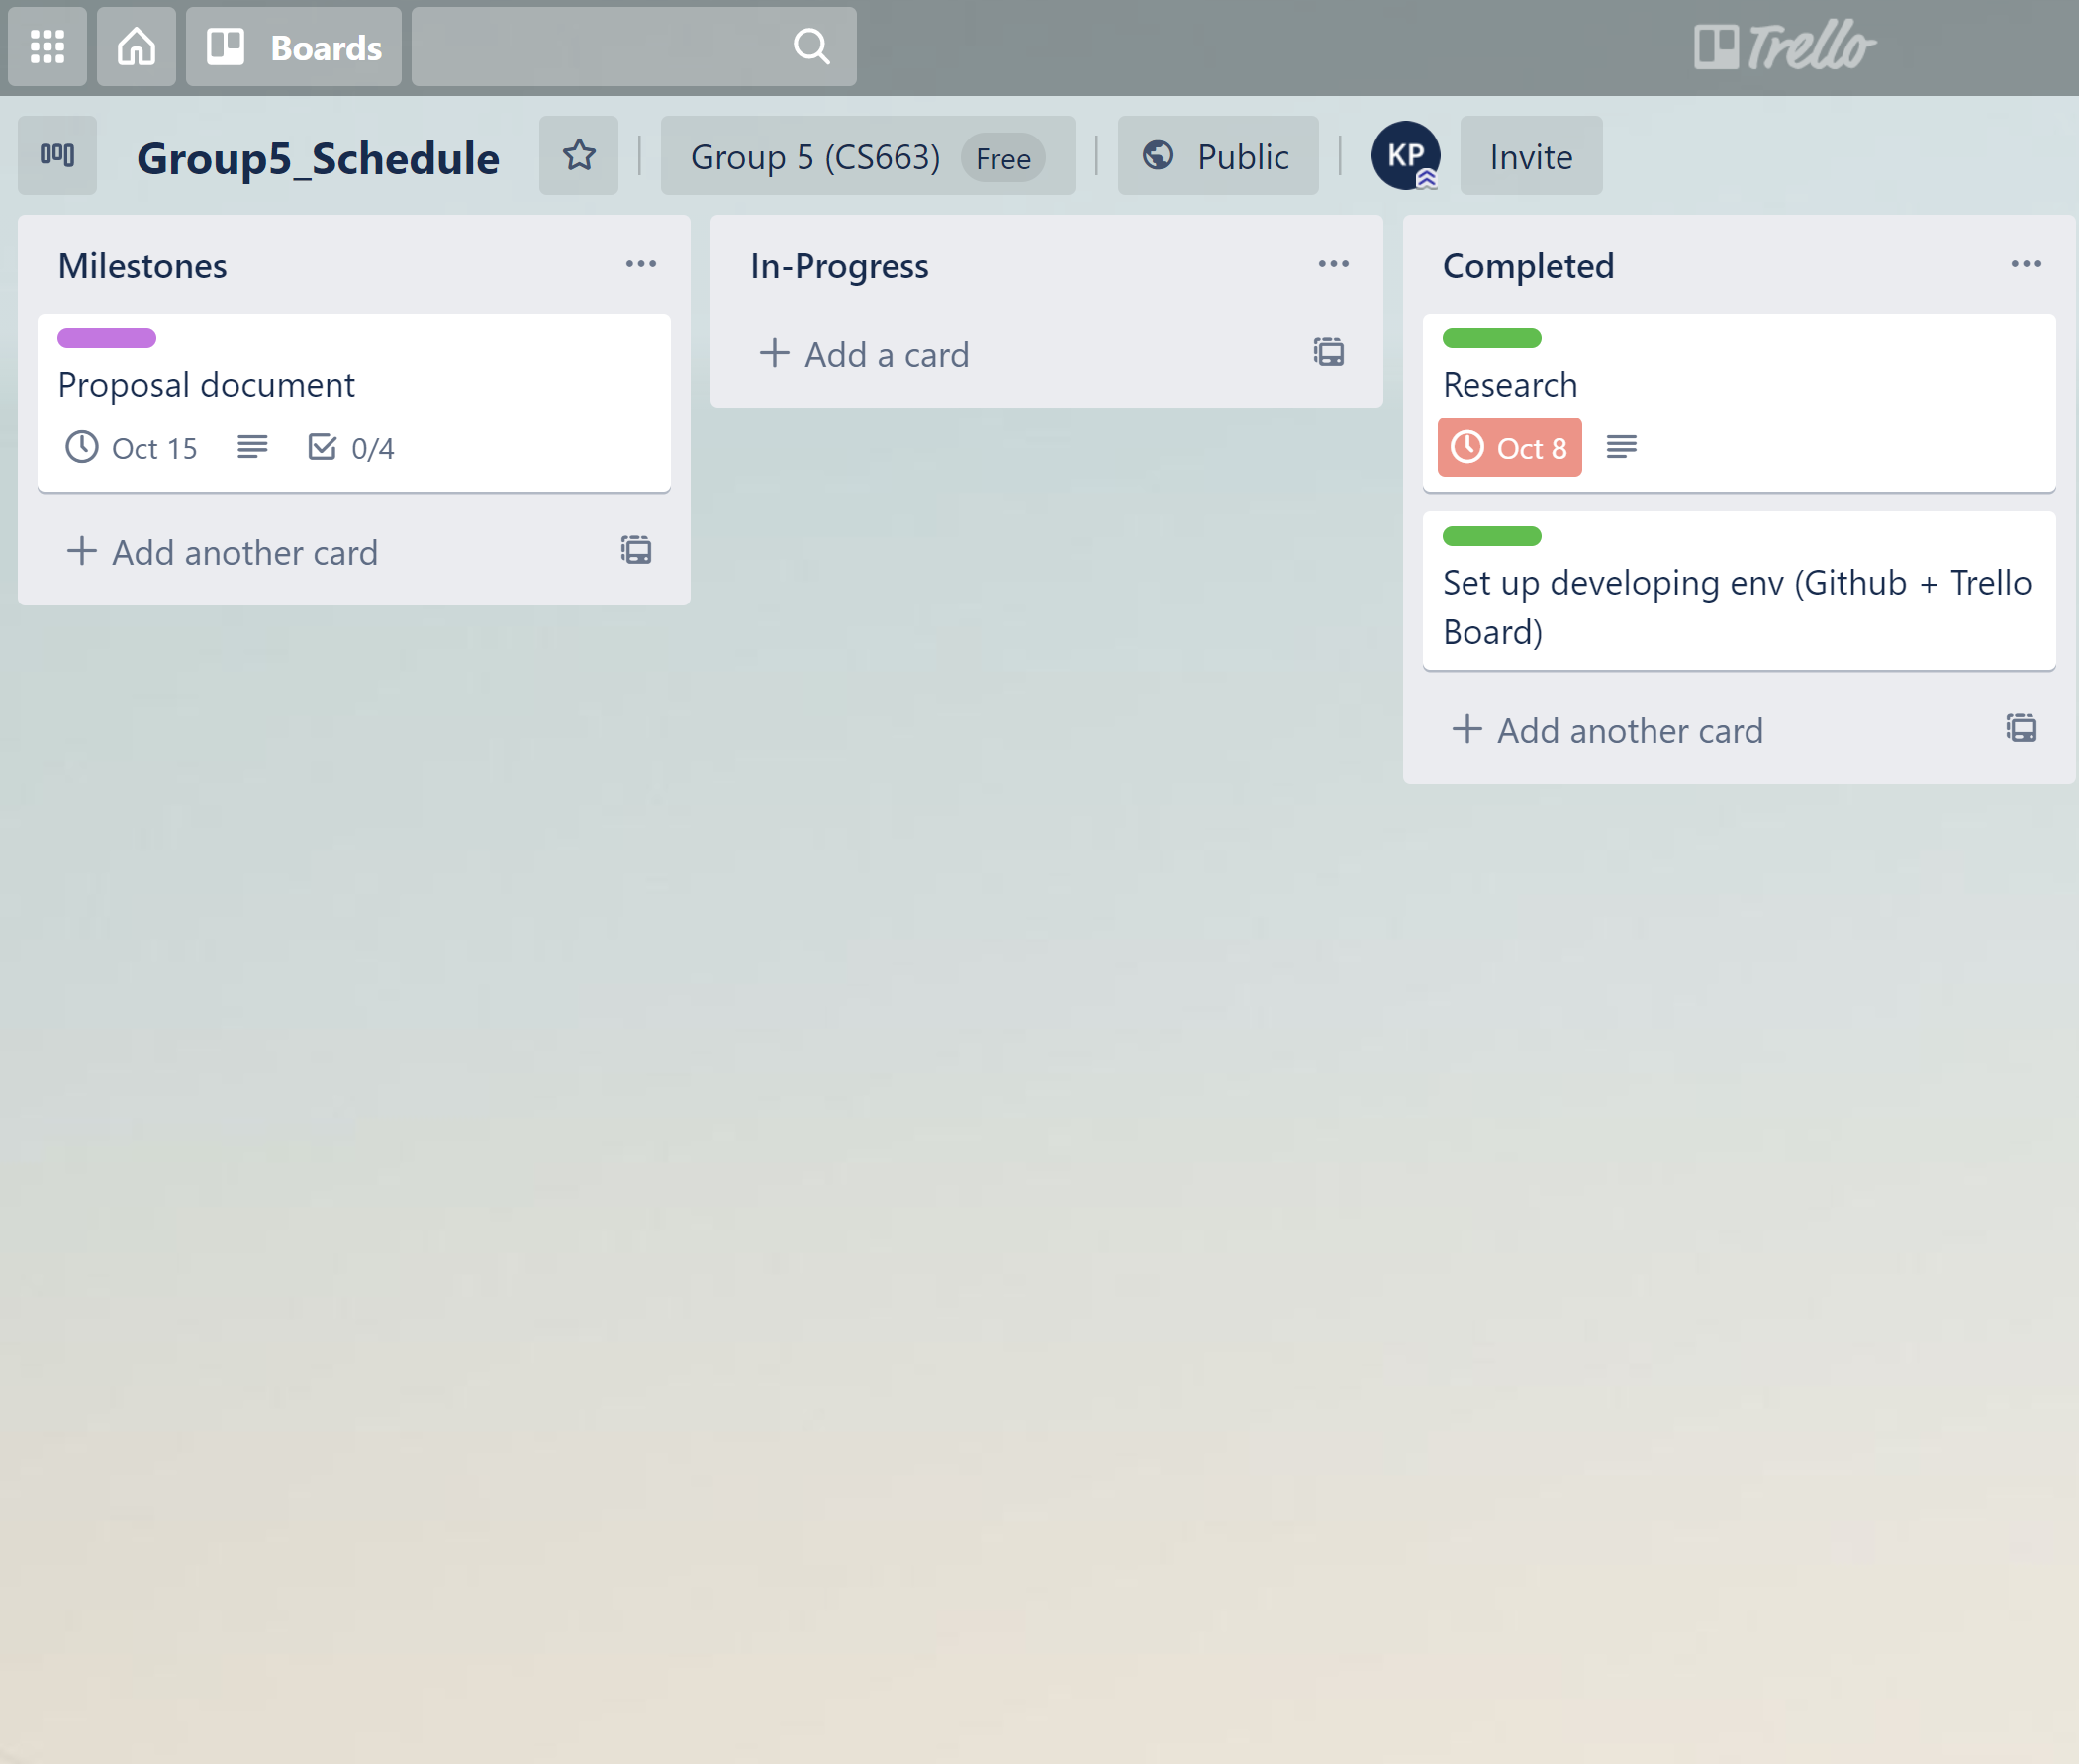 Boards
Trello
Group5_Schedule
Group 5 (CS663) Free
Public
KP
Invite
Milestones
Proposal document
Oct 15
0/4
+ Add another card
In-Progress
+ Add a card
Completed
Research
Oct 8
Set up developing env (Github + Trello
Board)
+ Add another card